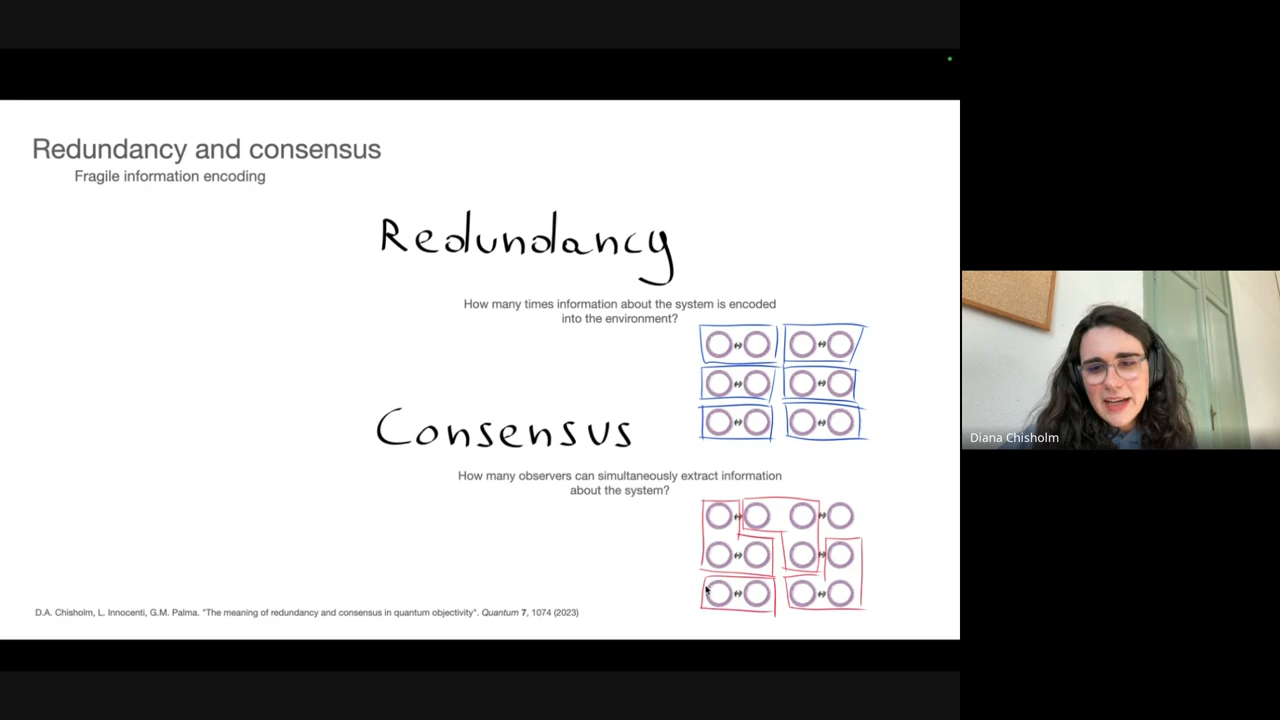 Redundancy and consensus
Fragile information encoding
Redundancy
How many times information about the system is encoded
into the environment?
Consensus
How many observers can simultaneously extract information
about the system?
D.A. Chisholm, L. Innocenti, G.M. Palma. "The meaning of redundancy and consensus in quantum objectivity". Quantum 7, 1074 (2023)
Diana Chisholm